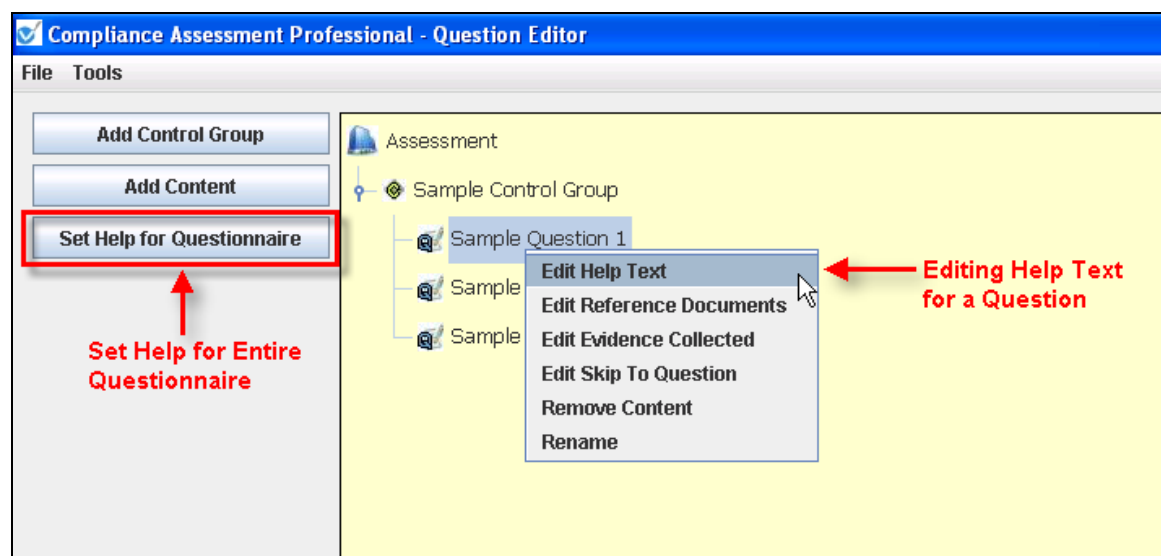 Compliance Assessment Professional - Question Editor
File Tools
Add Control Group
Add Content
Set Help for Questionnaire
Set Help for Entire
Questionnaire
Assessment
Sample Control Group
Sample Question 1
Sample
Sample
Edit Help Text
Edit Reference Documents
Edit Evidence Collected
Edit Skip To Question
Remove Content
Rename
Editing Help Text
for a Question